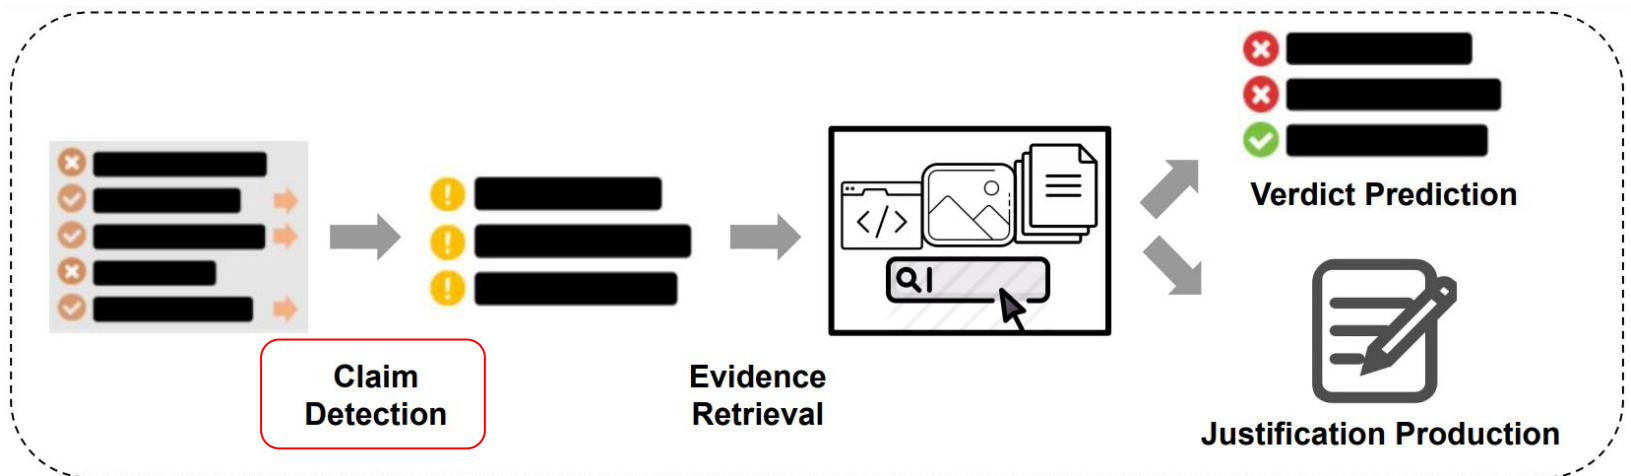 Claim
Detection
Evidence
Retrieval
</>
Verdict Prediction
Justification Production